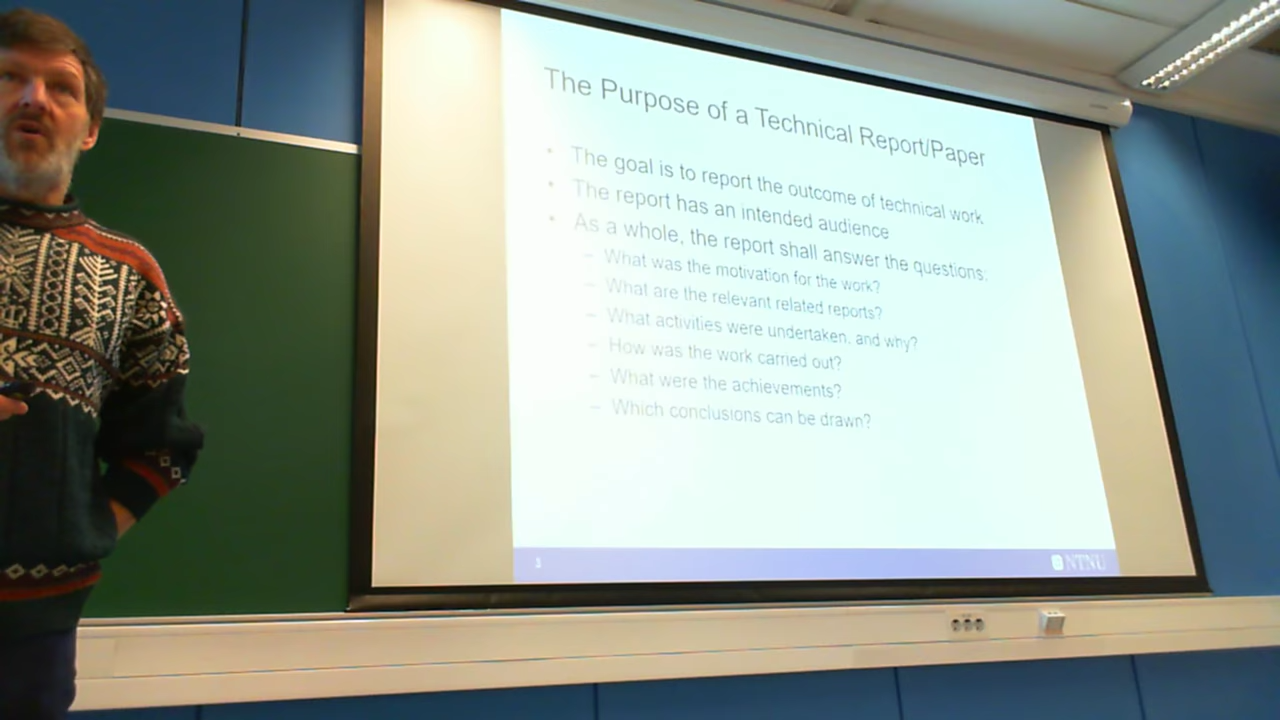 The Purpose of a Technical Report/Paper
• The goal is to report the outcome of technical work
• The report has an intended audience
• As a whole, the report shall answer the questions:
– What was the motivation for the work?
– What are the relevant related reports?
– What activities were undertaken, and why?
– How was the work carried out?
– What were the achievements?
– Which conclusions can be drawn?
3
NTNU